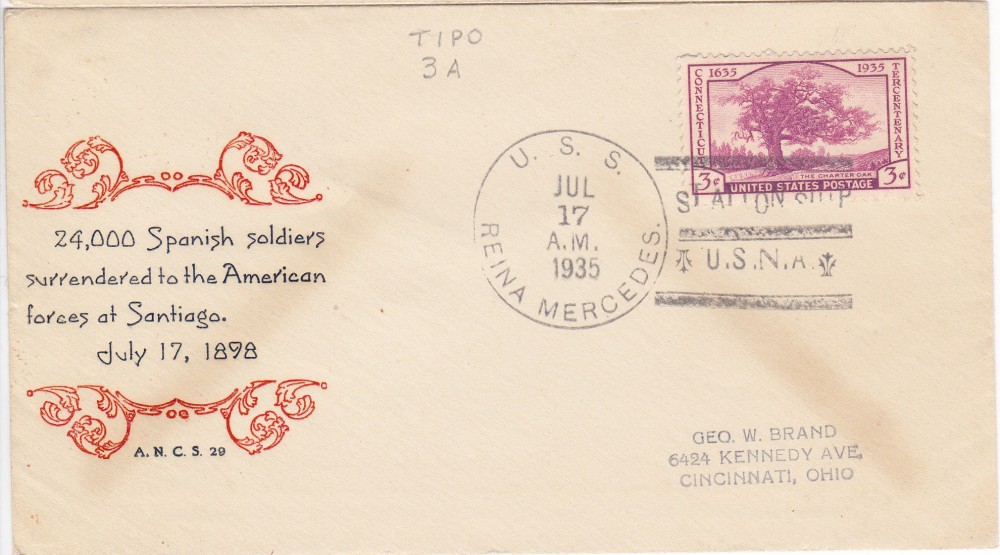 TIPO
3A
1635 1935
CONNECTICUT
TERCENTENARY
THE CHARTER OAK
3¢ UNITED STATES POSTAGE 3¢
U. S. S.
JUL
17
A.M.
1935
REINA MERCEDES.
STATION SHIP
U.S.N.A.
24,000 Spanish soldiers
surrendered to the American
forces at Santiago.
July 17, 1898
A. N. C. S. 29
GEO. W. BRAND
6424 KENNEDY AVE,
CINCINNATI, OHIO